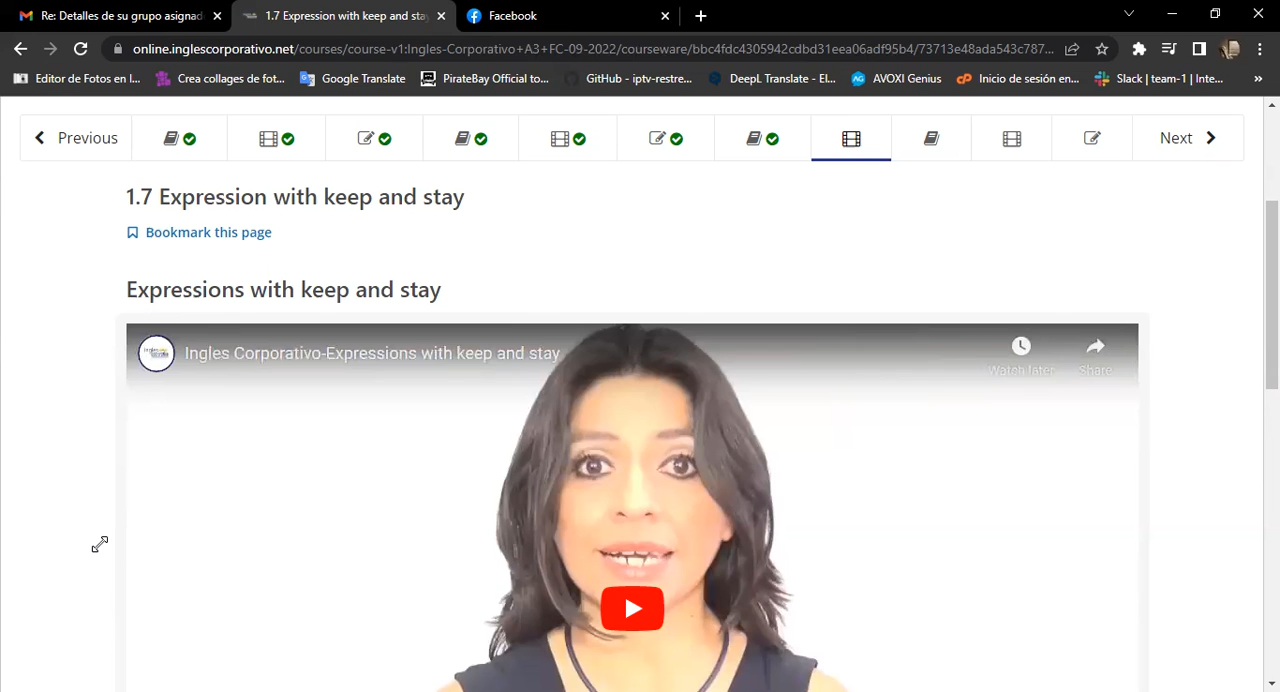 Re: Detalles de su grupo asignad
1.7 Expression with keep and stay
Facebook
online.inglescorporativo.net/courses/course-v1:Ingles-Corporativo+A3+FC-09-2022/courseware/bbc4fdc4305942cdbd31eea06adf95b4/73713e48ada543c787...
Editor de Fotos en l...
Crea collages de fot...
Google Translate
PirateBay Official to...
GitHub - iptv-restre...
DeepL Translate - El...
AVOXI Genius
Inicio de sesión en...
Slack | team-1 | Inte...
Previous
Next
1.7 Expression with keep and stay
Bookmark this page
Expressions with keep and stay
Ingles Corporativo-Expressions with keep and stay
Watch later
Share